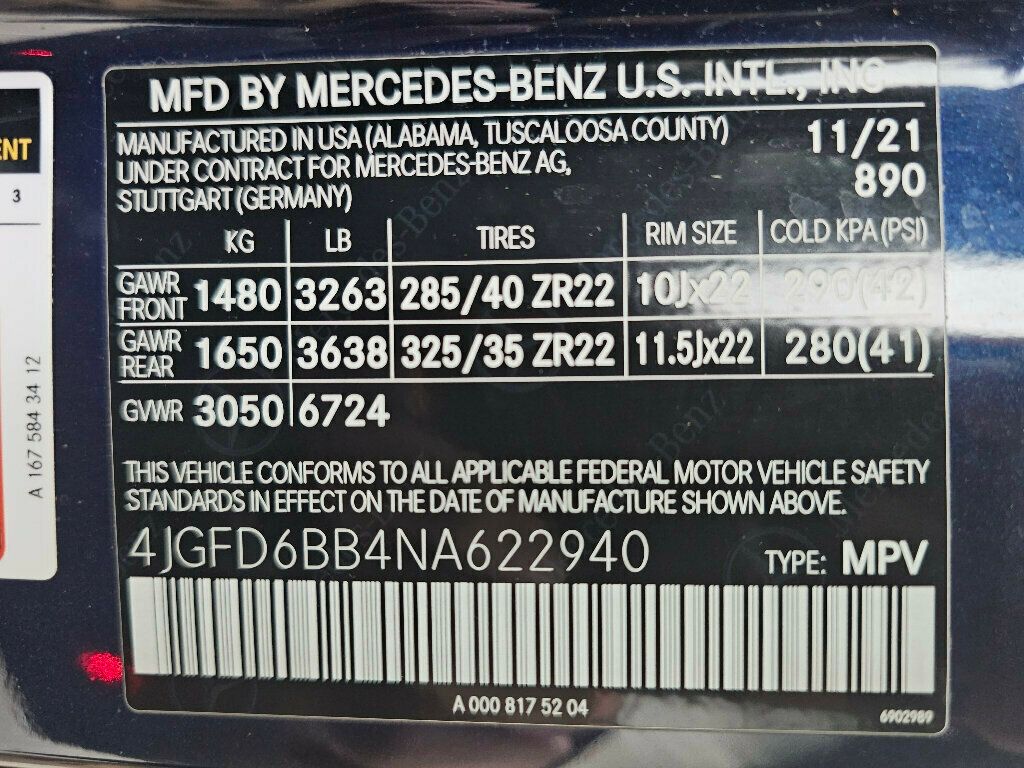 MFD BY MERCEDES-BENZ U.S. INTL., INC
MANUFACTURED IN USA (ALABAMA, TUSCALOOSA COUNTY) 11/21
UNDER CONTRACT FOR MERCEDES-BENZ AG, 890
STUTTGART (GERMANY)
KG LB TIRES RIM SIZE COLD KPA (PSI)
GAWR FRONT 1480 3263 285/40 ZR22 10Jx22 290(42)
GAWR REAR 1650 3638 325/35 ZR22 11.5Jx22 280(41)
GVWR 3050 6724
THIS VEHICLE CONFORMS TO ALL APPLICABLE FEDERAL MOTOR VEHICLE SAFETY
STANDARDS IN EFFECT ON THE DATE OF MANUFACTURE SHOWN ABOVE.
4JGFD6BB4NA622940 TYPE: MPV
A 000 817 52 04
6902989
ENT
3
A 167 584 34 12